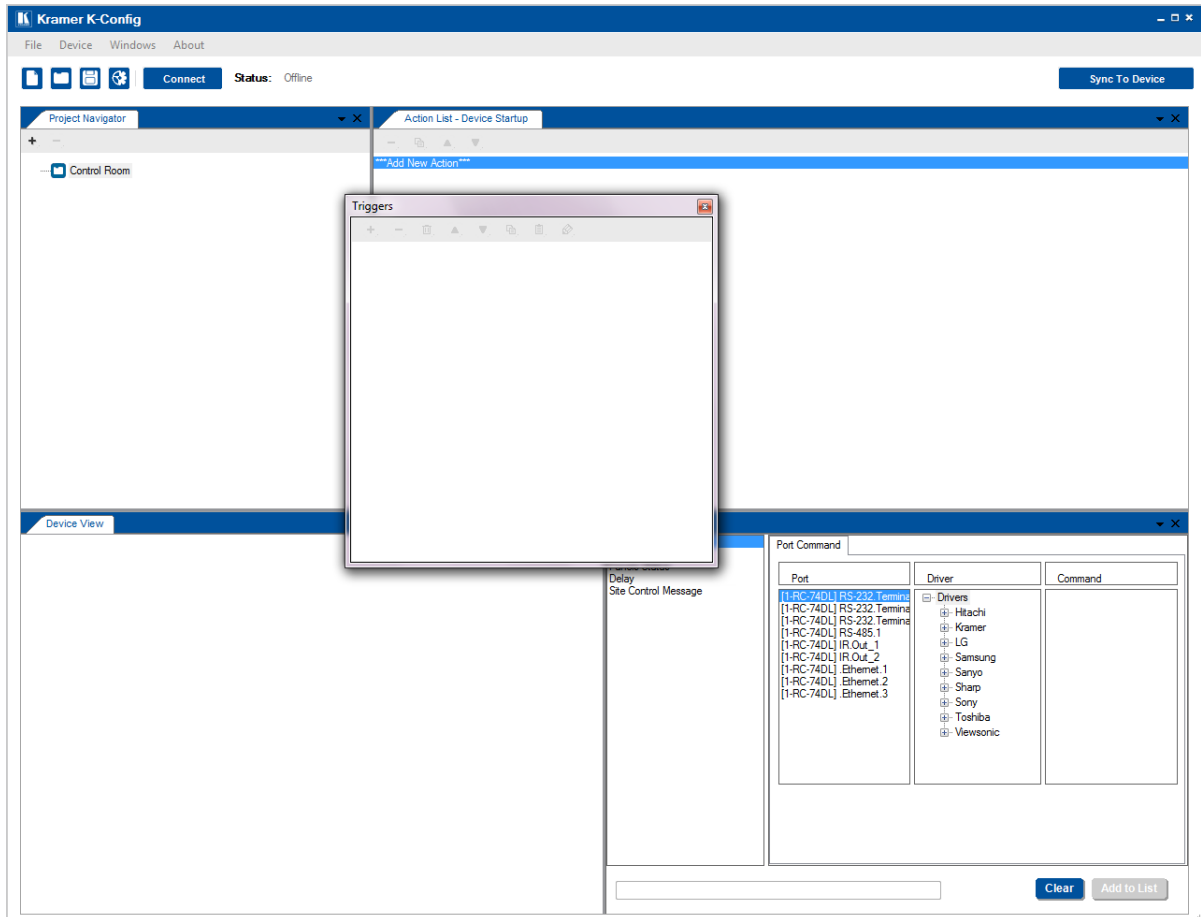 Kramer K-Config
File Device Windows About
Connect Status: Offline Sync To Device
Project Navigator
Action List - Device Startup
Control Room
***Add New Action***
Triggers
Device View
Delay
Site Control Message
Port Command
Port
[1-RC-74DL] RS-232.Termina
[1-RC-74DL] RS-232.Termina
[1-RC-74DL] RS-232.Termina
[1-RC-74DL] RS-485.1
[1-RC-74DL] IR.Out_1
[1-RC-74DL] IR.Out_2
[1-RC-74DL] .Ethernet.1
[1-RC-74DL] .Ethernet.2
[1-RC-74DL] .Ethernet.3
Driver
Drivers
Hitachi
Kramer
LG
Samsung
Sanyo
Sharp
Sony
Toshiba
Viewsonic
Command
Clear Add to List